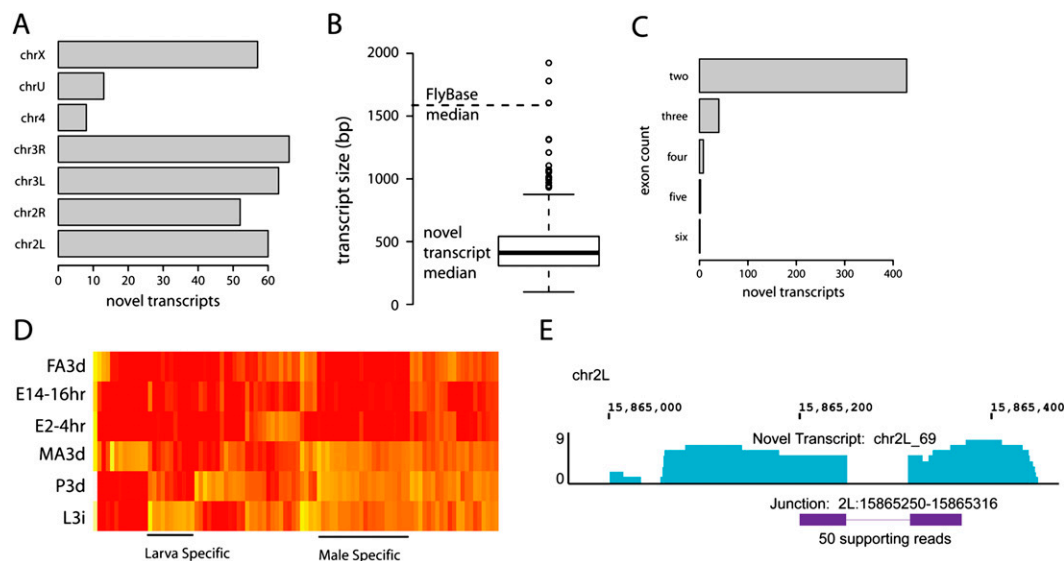 A
chrX
chrU
chr4
chr3R
chr3L
chr2R
chr2L
0 10 20 30 40 50 60
novel transcripts
B
transcript size (bp)
2000
1500
1000
500
0
FlyBase
median
novel
transcript
median
C
exon count
two
three
four
five
six
0 100 200 300 400
novel transcripts
D
FA3d
E14-16hr
E2-4hr
MA3d
P3d
L3i
Larva Specific Male Specific
E
chr2L
15,865,000 15,865,200 15,865,400
9
0
Novel Transcript: chr2L_69
Junction: 2L:15865250-15865316
50 supporting reads